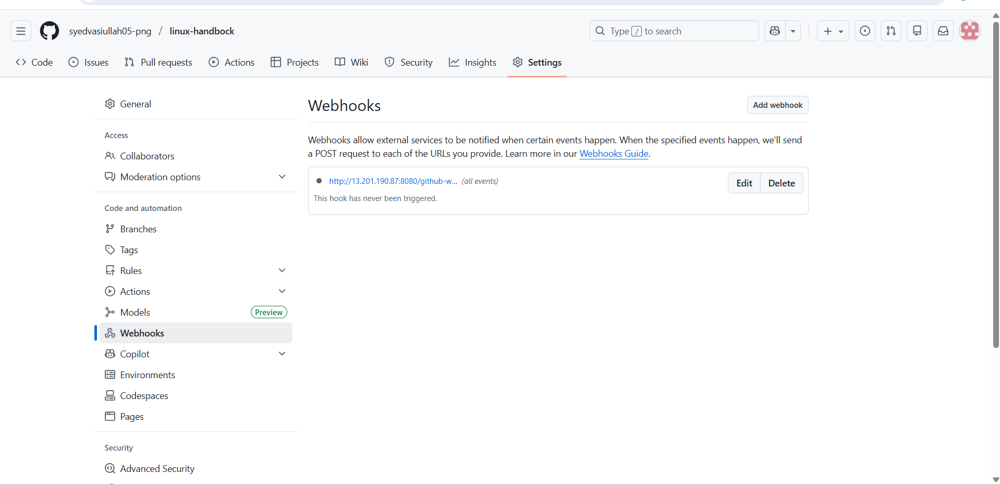 syedvasiullah05-png / linux-handbock
Type / to search
Code
Issues
Pull requests
Actions
Projects
Wiki
Security
Insights
Settings
General
Access
Collaborators
Moderation options
Code and automation
Branches
Tags
Rules
Actions
Models Preview
Webhooks
Copilot
Environments
Codespaces
Pages
Security
Advanced Security
Webhooks
Add webhook
Webhooks allow external services to be notified when certain events happen. When the specified events happen, we'll send
a POST request to each of the URLs you provide. Learn more in our Webhooks Guide.
http://13.201.190.87:8080/github-w... (all events)
Edit
Delete
This hook has never been triggered.